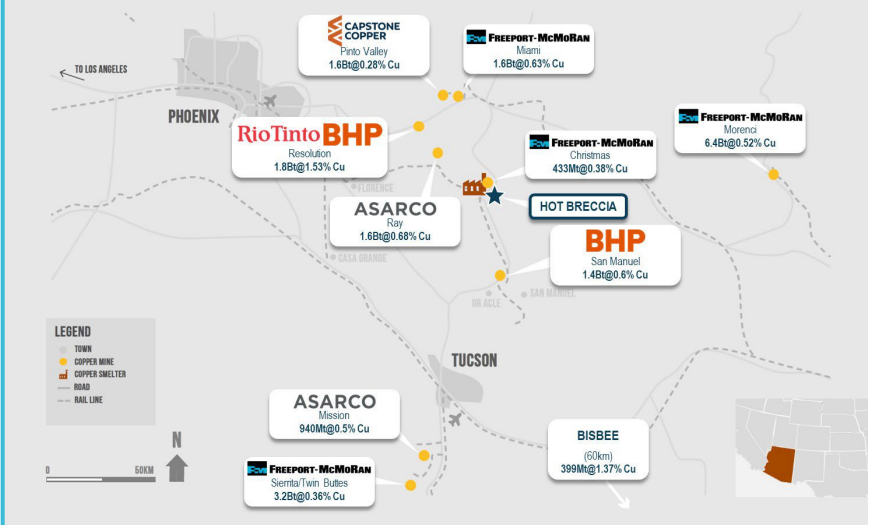 CAPSTONE
COPPER
Pinto Valley
1.6Bt@0.28% Cu
FCX FREEPORT-McMoRAN
Miami
1.6Bt@0.63% Cu
TO LOS ANGELES
PHOENIX
RioTinto BHP
Resolution
1.8Bt@1.53% Cu
FREEPORT-McMoRAN
Christmas
433Mt@0.38% Cu
FREEPORT-McMoRAN
Morenci
6.4Bt@0.52% Cu
FLORENCE
ASARCO
Ray
1.6Bt@0.68% Cu
HOT BRECCIA
BHP
San Manuel
1.4Bt@0.6% Cu
CASA GRANDE
ORACLE
SAN MANUEL
LEGEND
TOWN
COPPER MINE
COPPER SMELTER
ROAD
RAIL LINE
TUCSON
ASARCO
Mission
940Mt@0.5% Cu
N
0 50KM
FREEPORT-McMoRAN
Sierrita/Twin Buttes
3.2Bt@0.36% Cu
BISBEE
(60km)
399Mt@1.37% Cu